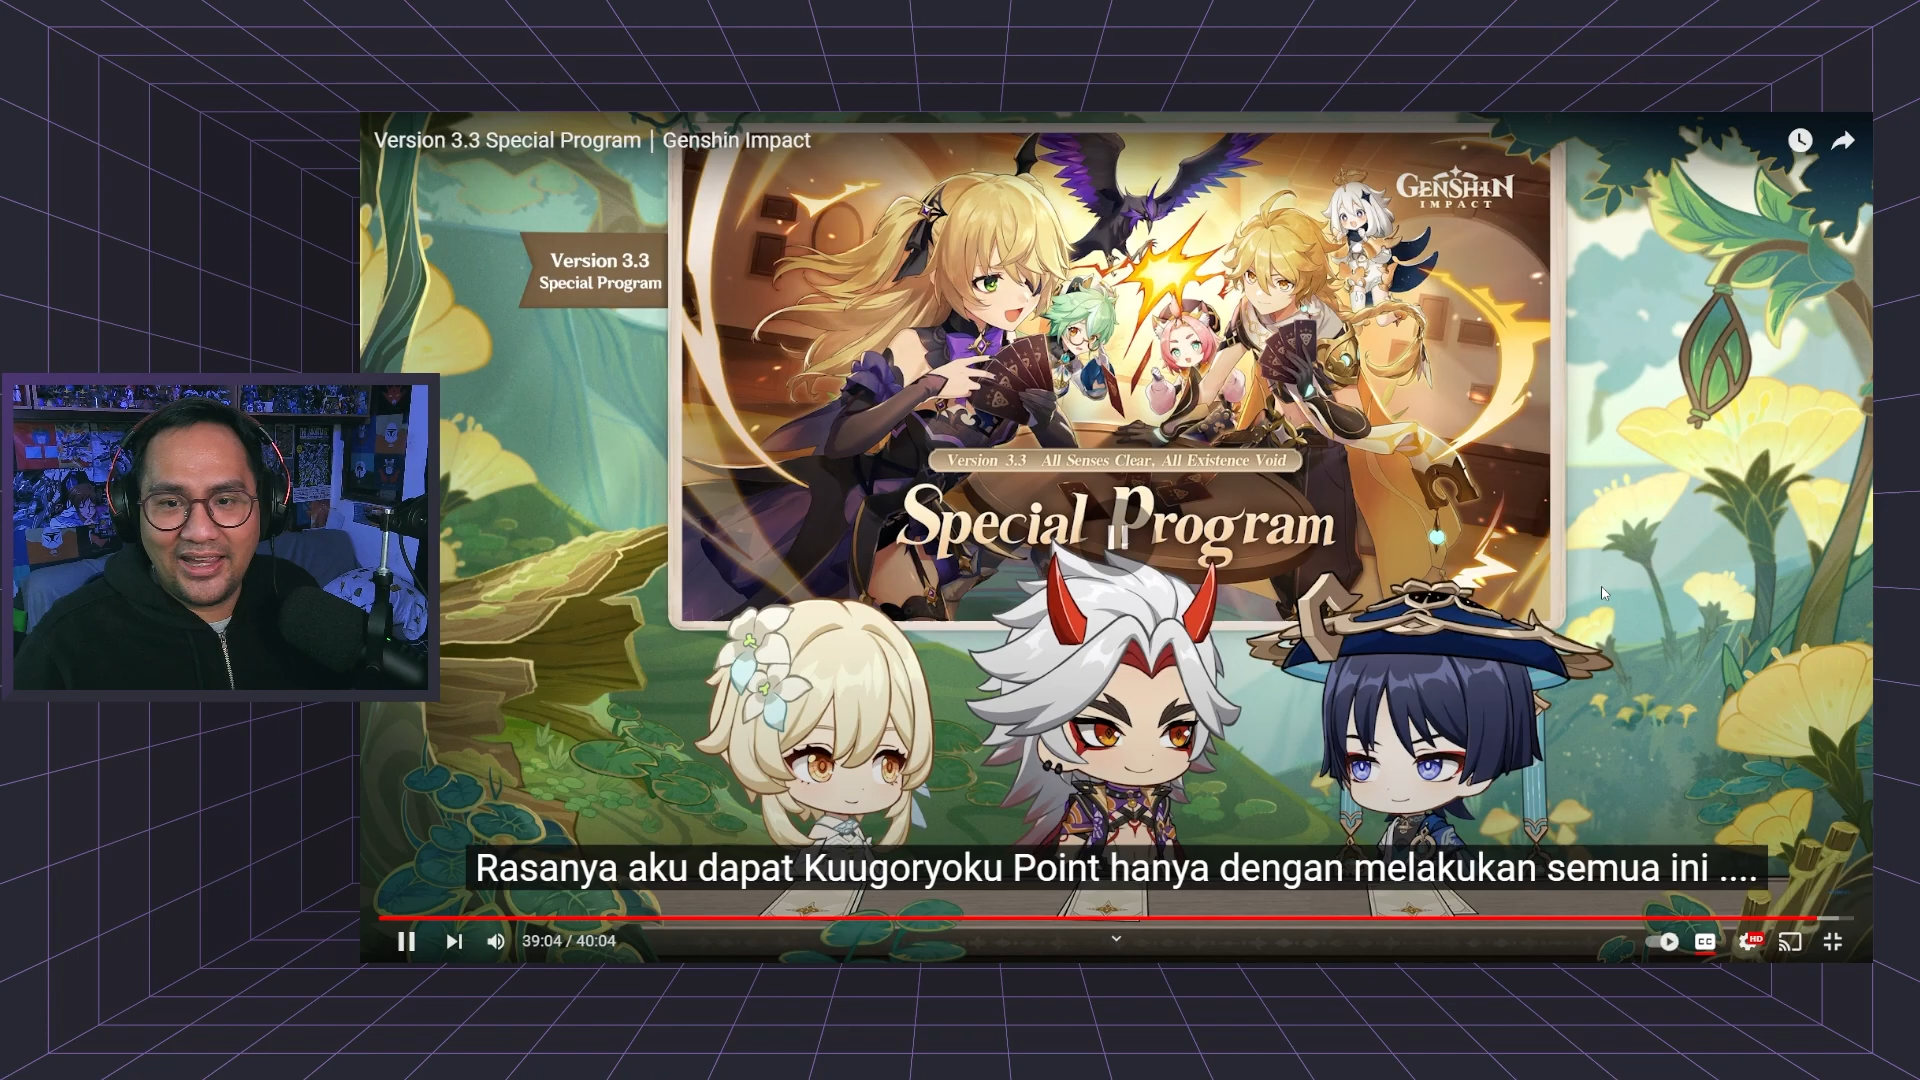 Version 3.3 Special Program | Genshin Impact
GENSHIN
IMPACT
Version 3.3
Special Program
Version 3.3 All Senses Clear, All Existence Void
Special Program
Rasanya aku dapat Kuugoryoku Point hanya dengan melakukan semua ini ....
39:04 / 40:04
CC
HD